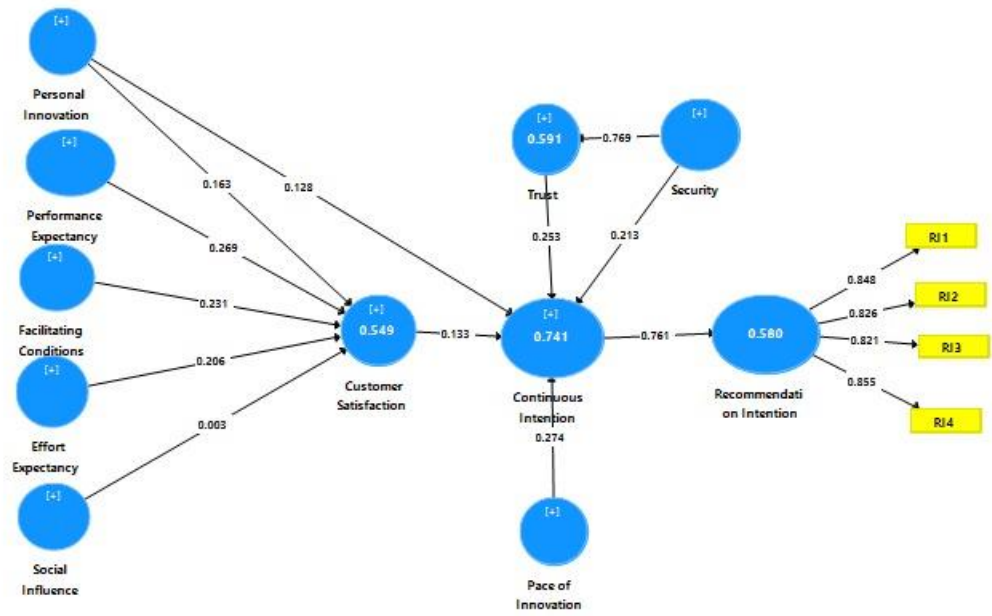 [+]
Personal
Innovation
[+]
Performance
Expectancy
[+]
Facilitating
Conditions
[+]
Effort
Expectancy
[+]
Social
Influence
0.163
0.128
0.269
0.231
0.206
0.003
[+]
0.549
Customer
Satisfaction
0.133
[+]
0.591
Trust
0.769
[+]
Security
0.253
0.213
[+]
0.741
Continuous
Intention
0.274
[+]
Pace of
Innovation
0.761
0.580
Recommendati
on Intention
0.848
0.826
0.821
0.855
RI1
RI2
RI3
RI4